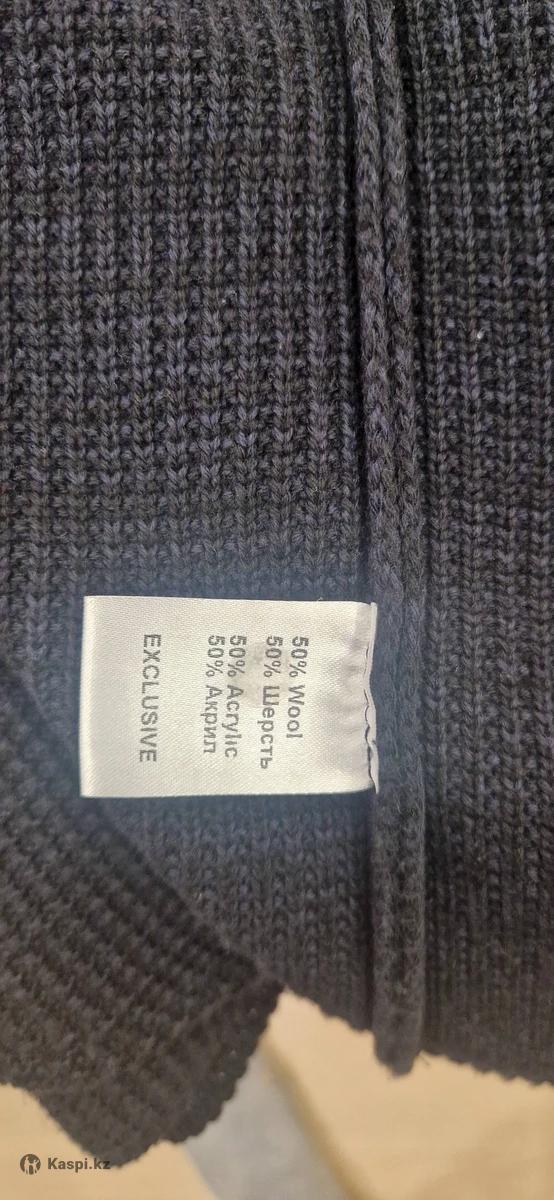 50% Wool
50% Шерсть
50% Acrylic
50% Акрил
EXCLUSIVE
Kaspi.kz